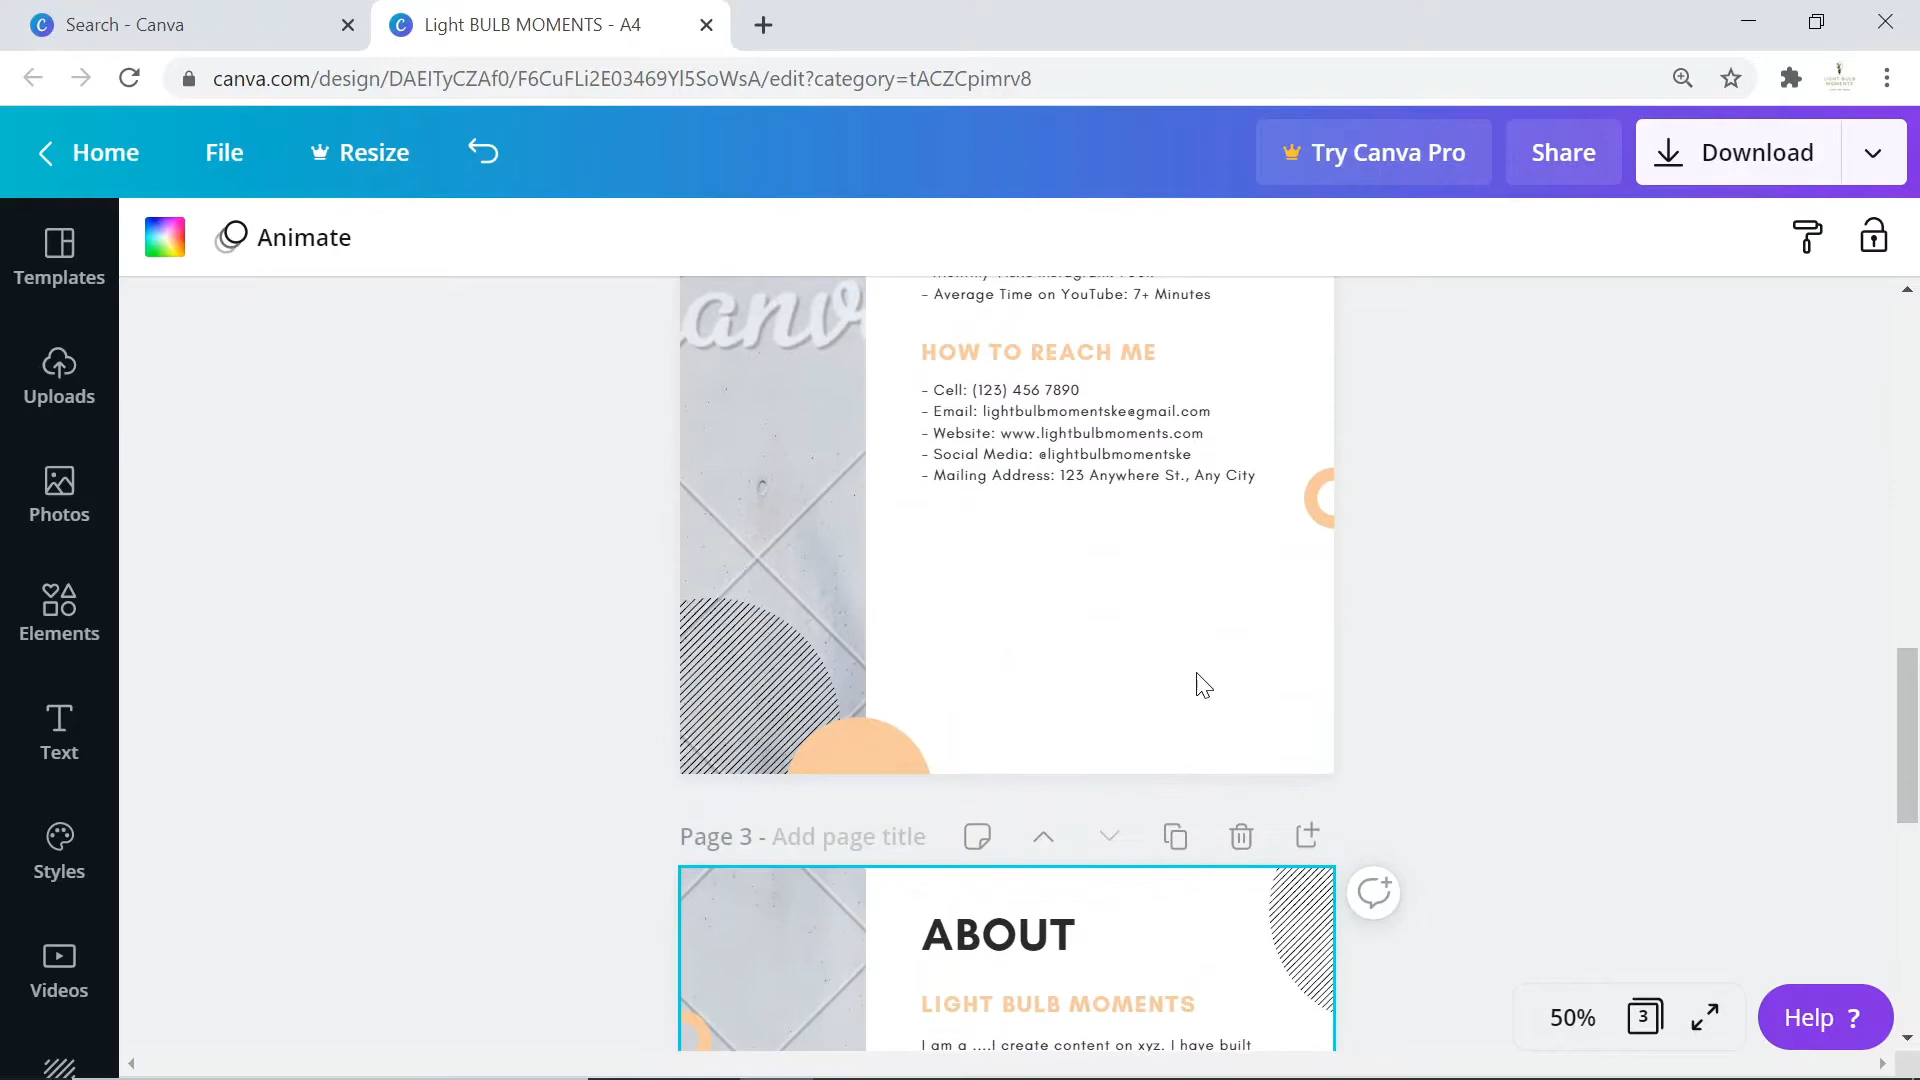 Search - Canva
Light BULB MOMENTS - A4
canva.com/design/DAEITyCZAf0/F6CuFLi2E03469Yl5SoWsA/edit?category=tACZCpimrv8
Home
File
Resize
Try Canva Pro
Share
Download
Animate
Templates
Uploads
Photos
Elements
Text
Styles
Videos
- Average Time on YouTube: 7+ Minutes
HOW TO REACH ME
- Cell: (123) 456 7890
- Email: lightbulbmomentske@gmail.com
- Website: www.lightbulbmoments.com
- Social Media: @lightbulbmomentske
- Mailing Address: 123 Anywhere St., Any City
Page 3 - Add page title
ABOUT
LIGHT BULB MOMENTS
I am a ....I create content on xyz. I have built
50%
3
Help ?